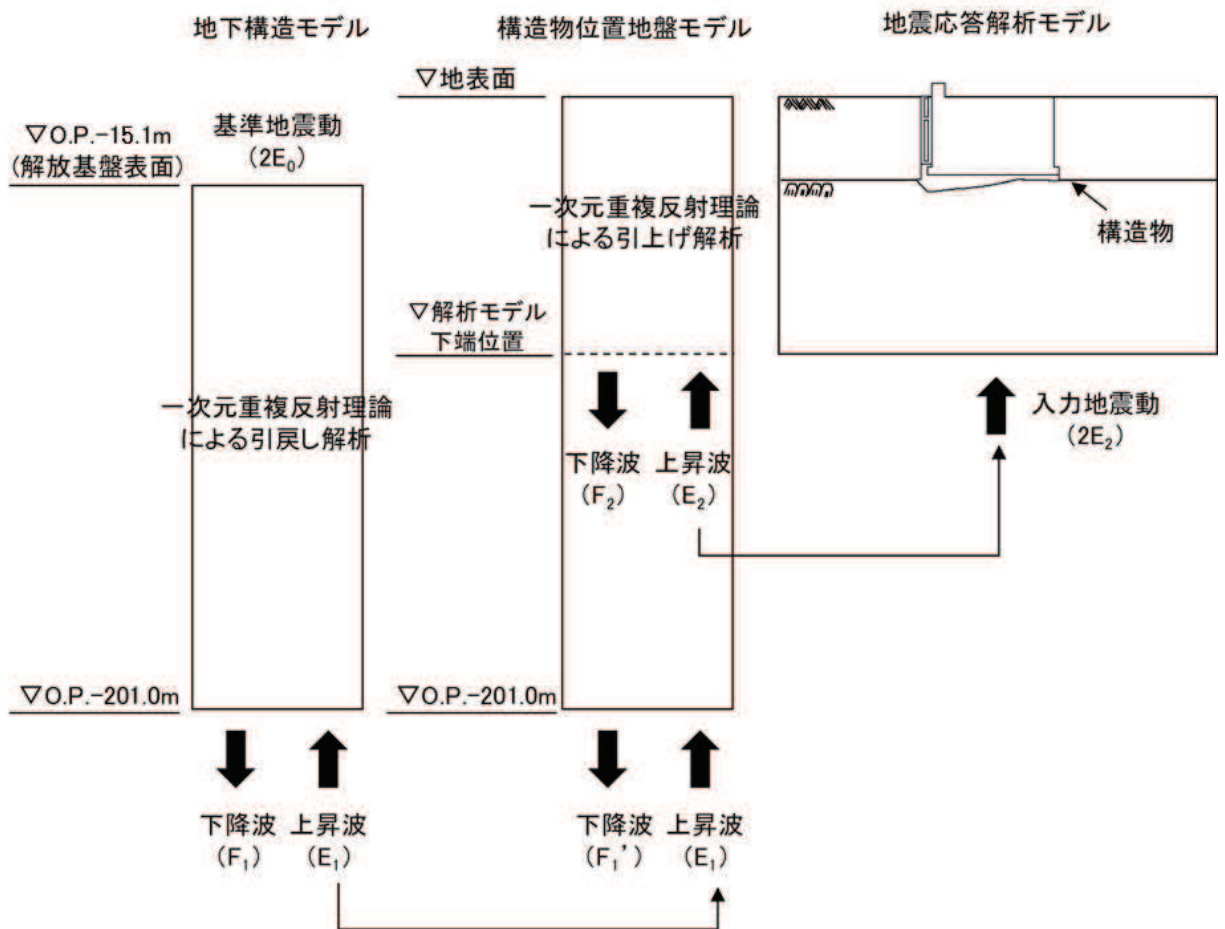 地下構造モデル
▽O.P.-15.1m
(解放基盤表面)
基準地震動
(2E₀)
一次元重複反射理論
による引戻し解析
▽O.P.-201.0m
下降波
(F₁)
上昇波
(E₁)
構造物位置地盤モデル
▽地表面
一次元重複反射理論
による引上げ解析
▽解析モデル
下端位置
下降波
(F₂)
上昇波
(E₂)
▽O.P.-201.0m
下降波
(F₁')
上昇波
(E₁)
地震応答解析モデル
構造物
入力地震動
(2E₂)